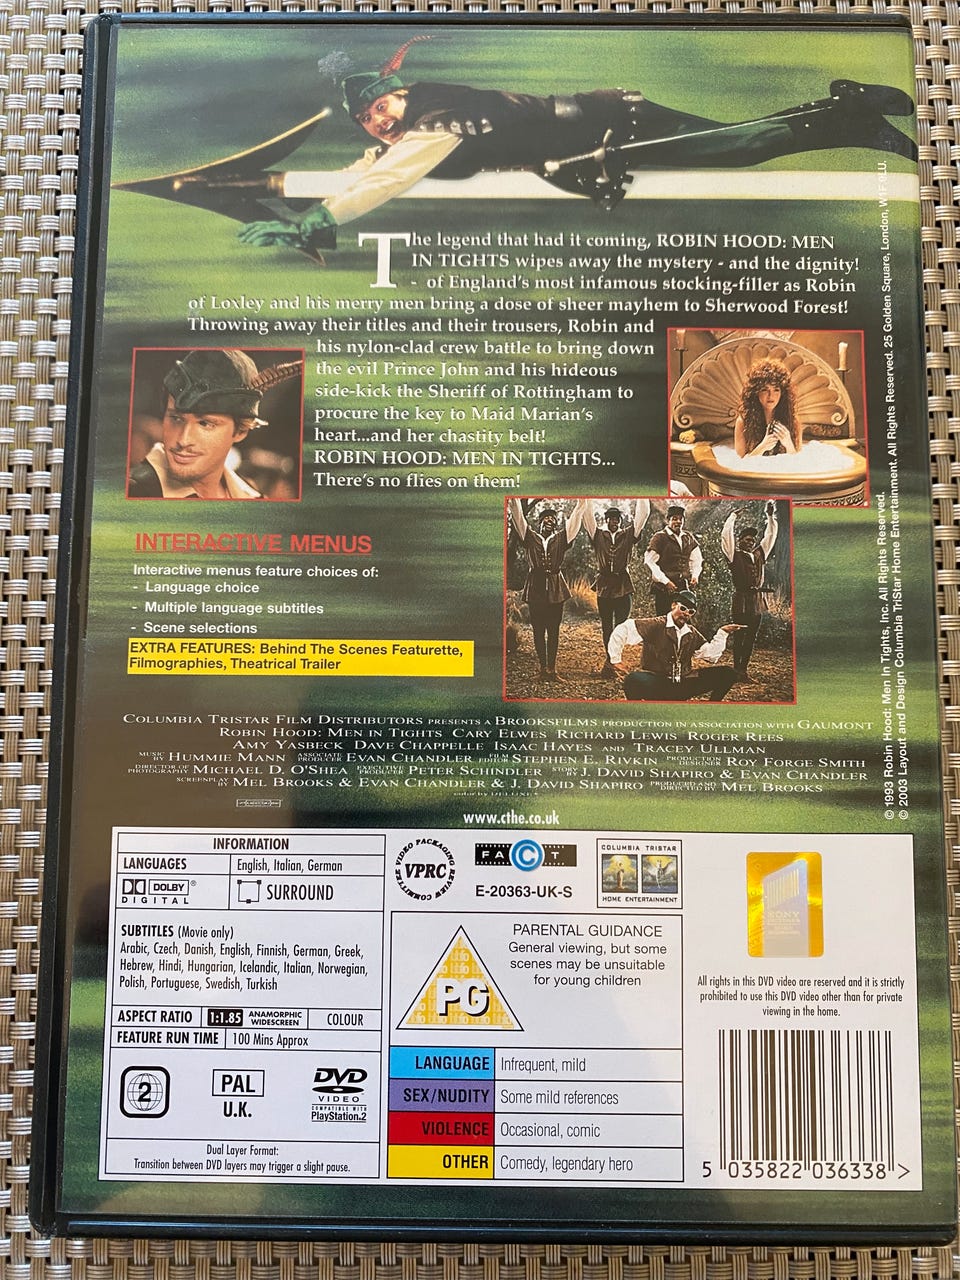 The legend that had it coming, ROBIN HOOD: MEN
IN TIGHTS wipes away the mystery - and the dignity!
- of England's most infamous stocking-filler as Robin
of Loxley and his merry men bring a dose of sheer mayhem to Sherwood Forest!
Throwing away their titles and their trousers, Robin and
his nylon-clad crew battle to bring down
the evil Prince John and his hideous
side-kick the Sheriff of Rottingham to
procure the key to Maid Marian's
heart...and her chastity belt!
ROBIN HOOD: MEN IN TIGHTS...
There's no flies on them!
INTERACTIVE MENUS
Interactive menus feature choices of:
- Language choice
- Multiple language subtitles
- Scene selections
EXTRA FEATURES: Behind The Scenes Featurette,
Filmographies, Theatrical Trailer
COLUMBIA TRISTAR FILM DISTRIBUTORS PRESENTS A BROOKSFILMS PRODUCTION IN ASSOCIATION WITH GAUMONT
ROBIN HOOD: MEN IN TIGHTS CARY ELWES RICHARD LEWIS ROGER REES
AMY YASBECK DAVE CHAPPELLE ISAAC HAYES AND TRACEY ULLMAN
MUSIC BY HUMMIE MANN ASSOCIATE PRODUCER EVAN CHANDLER EDITOR STEPHEN E. RIVKIN PRODUCTION DESIGNER ROY FORGE SMITH
DIRECTOR OF PHOTOGRAPHY MICHAEL D. O'SHEA EXECUTIVE PRODUCER PETER SCHINDLER STORY BY J. DAVID SHAPIRO & EVAN CHANDLER
SCREENPLAY BY MEL BROOKS & EVAN CHANDLER & J. DAVID SHAPIRO PRODUCED AND DIRECTED BY MEL BROOKS
color by DELUXE
www.cthe.co.uk
© 1993 Robin Hood: Men In Tights, Inc. All Rights Reserved.
© 2003 Layout and Design Columbia TriStar Home Entertainment. All Rights Reserved. 25 Golden Square, London,
INFORMATION
LANGUAGES English, Italian, German
DOLBY DIGITAL SURROUND
SUBTITLES (Movie only)
Arabic, Czech, Danish, English, Finnish, German, Greek,
Hebrew, Hindi, Hungarian, Icelandic, Italian, Norwegian,
Polish, Portuguese, Swedish, Turkish
ASPECT RATIO 1:1.85 ANAMORPHIC WIDESCREEN COLOUR
FEATURE RUN TIME 100 Mins Approx
2
PAL
U.K.
DVD
VIDEO
COMPATIBLE WITH
PlayStation.2
Dual Layer Format:
Transition between DVD layers may trigger a slight pause.
VIDEO PACKAGING REVIEW COMMITTEE
VPRC
FACT
E-20363-UK-S
COLUMBIA TRISTAR
HOME ENTERTAINMENT
PG
PARENTAL GUIDANCE
General viewing, but some
scenes may be unsuitable
for young children
LANGUAGE Infrequent, mild
SEX/NUDITY Some mild references
VIOLENCE Occasional, comic
OTHER Comedy, legendary hero
SONY
All rights in this DVD video are reserved and it is strictly
prohibited to use this DVD video other than for private
viewing in the home.
5 035822 036338 >